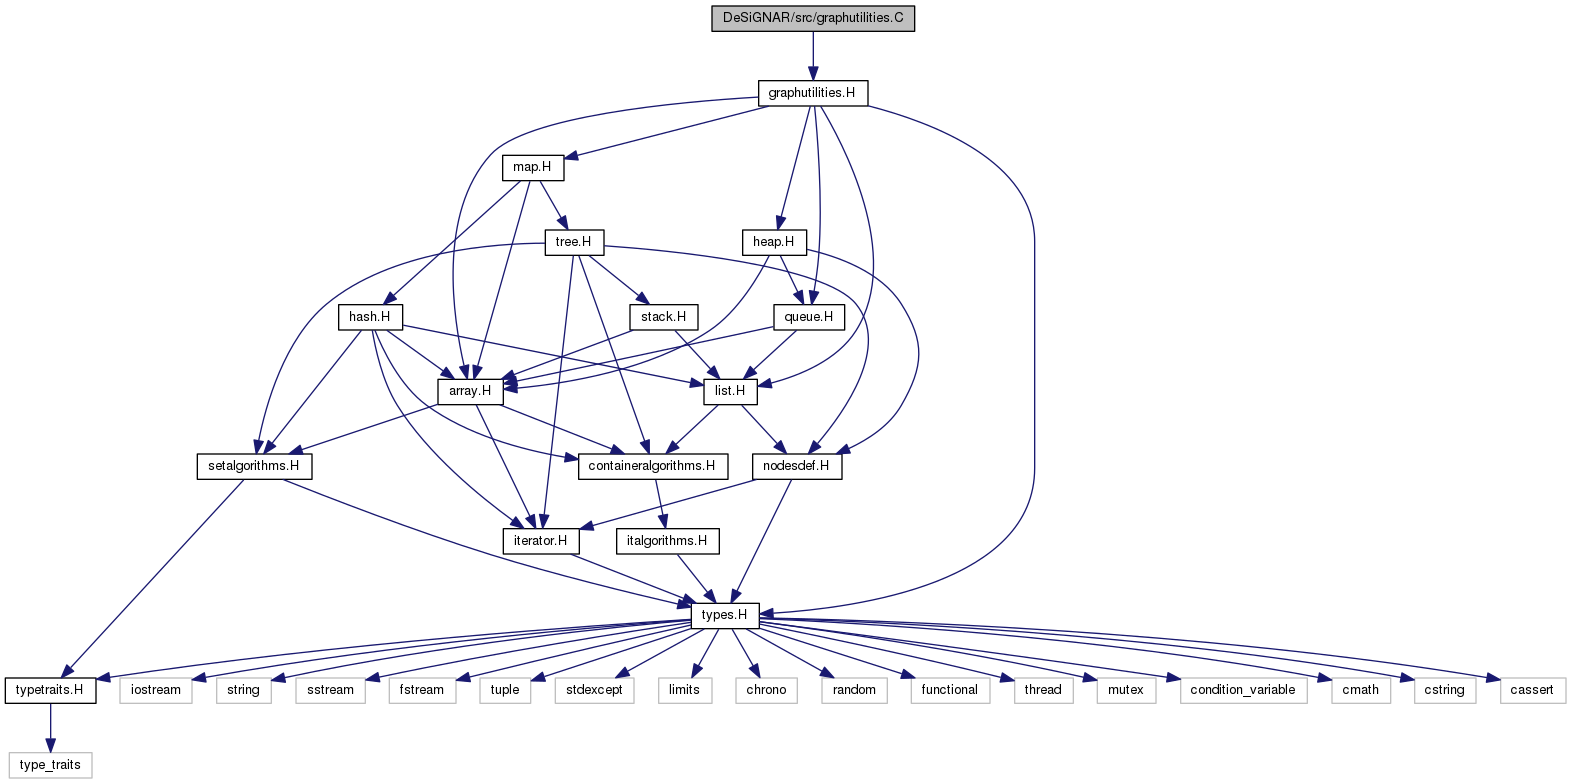 DeSiGNAR/src/graphutilities.C
graphutilities.H
map.H
tree.H
heap.H
hash.H
stack.H
queue.H
array.H
list.H
setalgorithms.H
containeralgorithms.H
nodesdef.H
iterator.H
italgorithms.H
types.H
typetraits.H
iostream
string
sstream
fstream
tuple
stdexcept
limits
chrono
random
functional
thread
mutex
condition_variable
cmath
cstring
cassert
type_traits